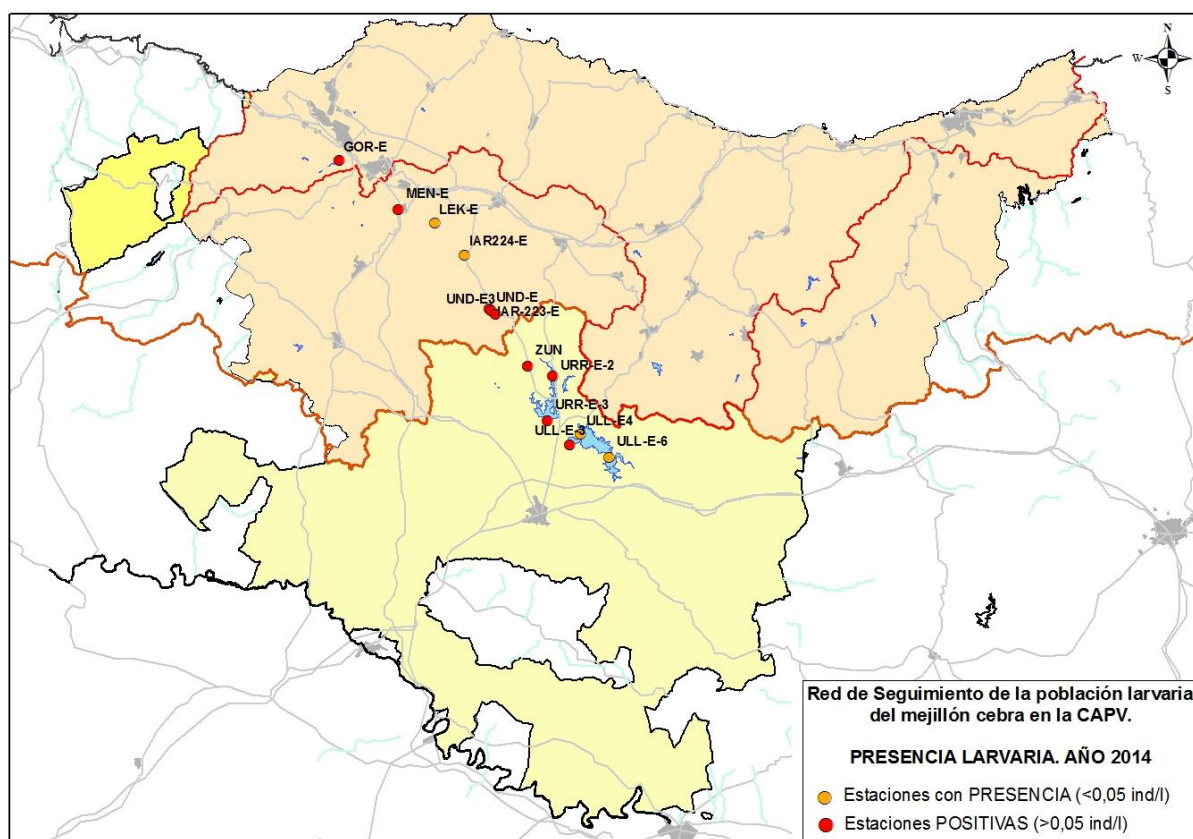 N
W
S
GOR-E
MEN-E
LEK-E
IAR224-E
UND-E3 UND-E
IAR-223-E
ZUN
URR-E-2
URR-E-3
ULL-E4
ULL-E-3
ULL-E-6
Red de Seguimiento de la población larvaria
del mejillón cebra en la CAPV.
PRESENCIA LARVARIA. AÑO 2014
Estaciones con PRESENCIA (<0,05 ind/l)
Estaciones POSITIVAS (>0,05 ind/l)